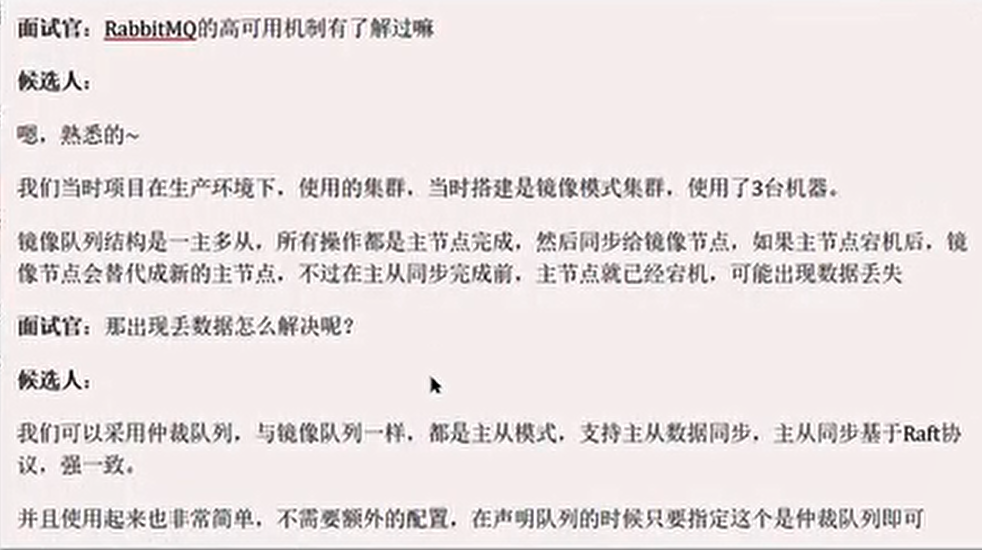 面试官：RabbitMQ的高可用机制有了解过嘛
候选人：
嗯，熟悉的~
我们当时项目在生产环境下，使用的集群，当时搭建是镜像模式集群，使用了3台机器。
镜像队列结构是一主多从，所有操作都是主节点完成，然后同步给镜像节点，如果主节点宕机后，镜
像节点会替代成新的主节点，不过在主从同步完成前，主节点就已经宕机，可能出现数据丢失
面试官：那出现丢数据怎么解决呢？
候选人：
我们可以采用仲裁队列，与镜像队列一样，都是主从模式，支持主从数据同步，主从同步基于Raft协
议，强一致。
并且使用起来也非常简单，不需要额外的配置，在声明队列的时候只要指定这个是仲裁队列即可